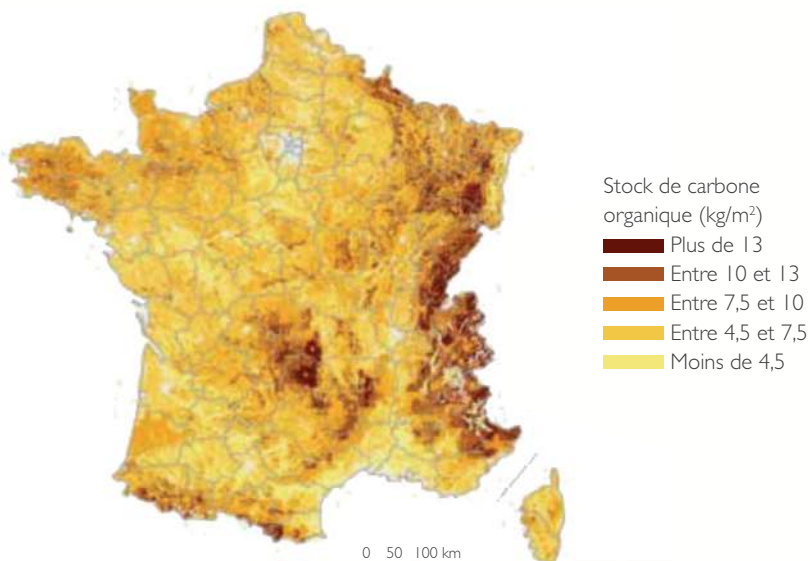 Stock de carbone
organique (kg/m²)
Plus de 13
Entre 10 et 13
Entre 7,5 et 10
Entre 4,5 et 7,5
Moins de 4,5
0 50 100 km